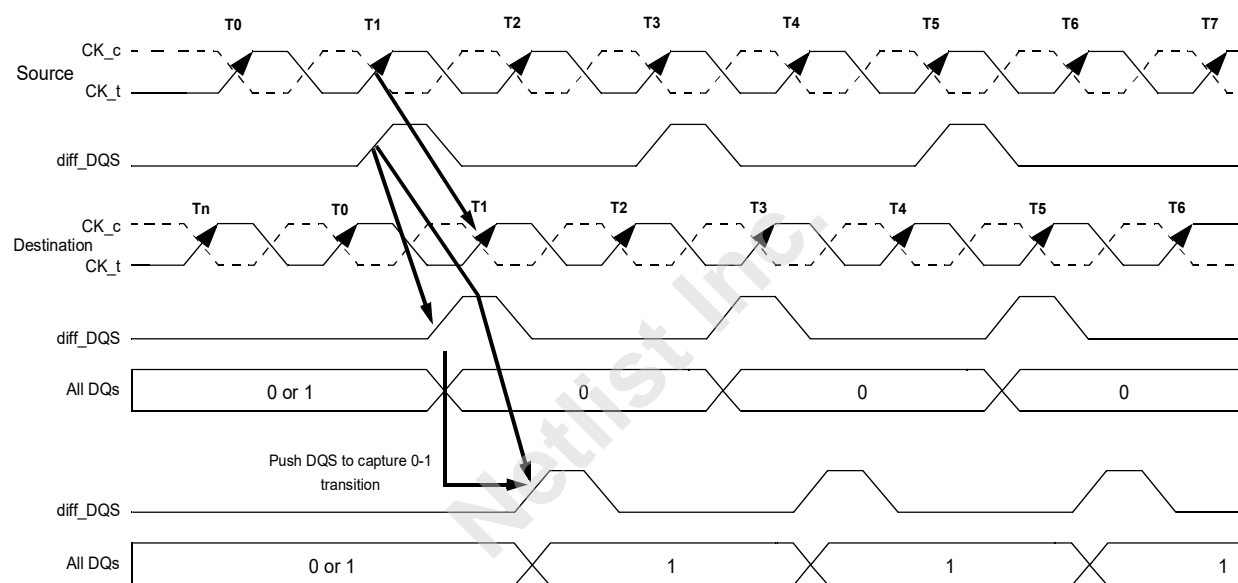 T0 T1 T2 T3 T4 T5 T6 T7
CK_c
Source
CK_t
diff_DQS
Tn T0 T1 T2 T3 T4 T5 T6
CK_c
Destination
CK_t
diff_DQS
All DQs 0 or 1 0 0 0
Push DQS to capture 0-1
transition
diff_DQS
All DQs 0 or 1 1 1 1
Netlist Inc.